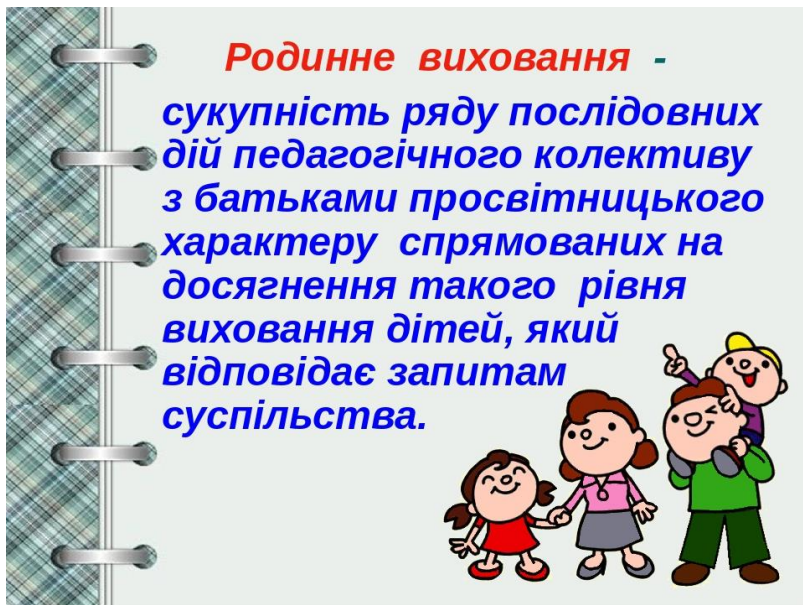 Родинне виховання -
сукупність ряду послідовних
дій педагогічного колективу
з батьками просвітницького
характеру спрямованих на
досягнення такого рівня
виховання дітей, який
відповідає запитам
суспільства.